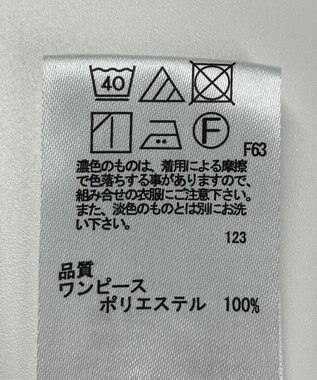 40
F
F63
濃色のものは、着用による摩擦
で色落ちする事がありますので、
組み合せの衣服にご注意下さい。
また、淡色のものとは別にお洗
い下さい。
123
品質
ワンピース
ポリエステル 100%